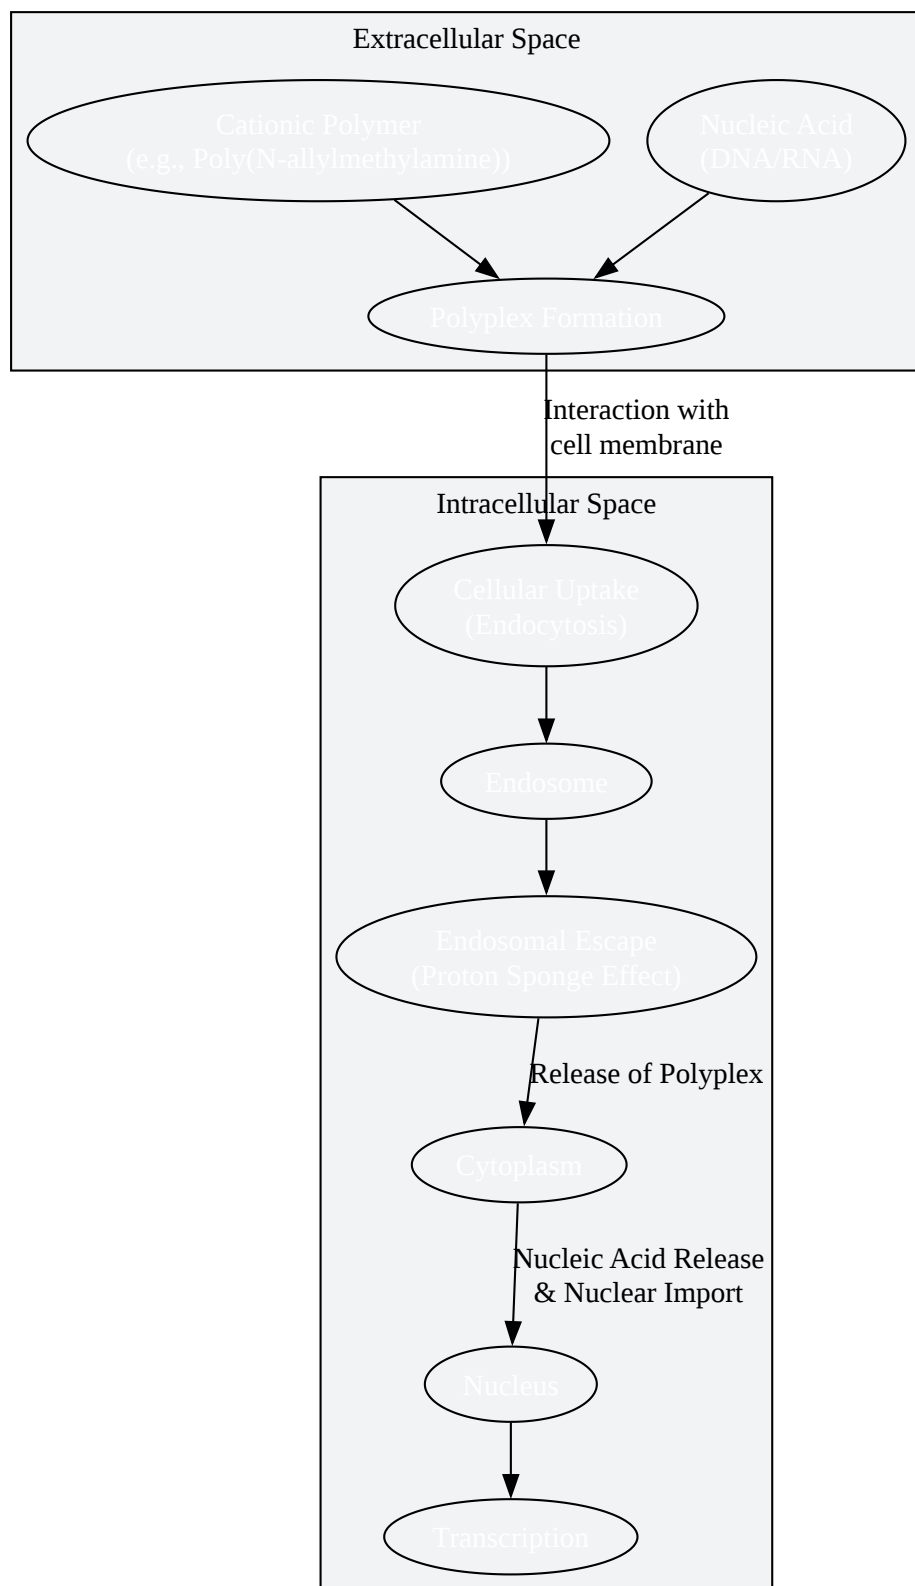 Extracellular Space
Cationic Polymer
(e.g., Poly(N-allylmethylamine))
Nucleic Acid
(DNA/RNA)
Polyplex Formation
Interaction with
cell membrane
Intracellular Space
Cellular Uptake
(Endocytosis)
Endosome
Endosomal Escape
(Proton Sponge Effect)
Release of Polyplex
Cytoplasm
Nucleic Acid Release
& Nuclear Import
Nucleus
Transcription